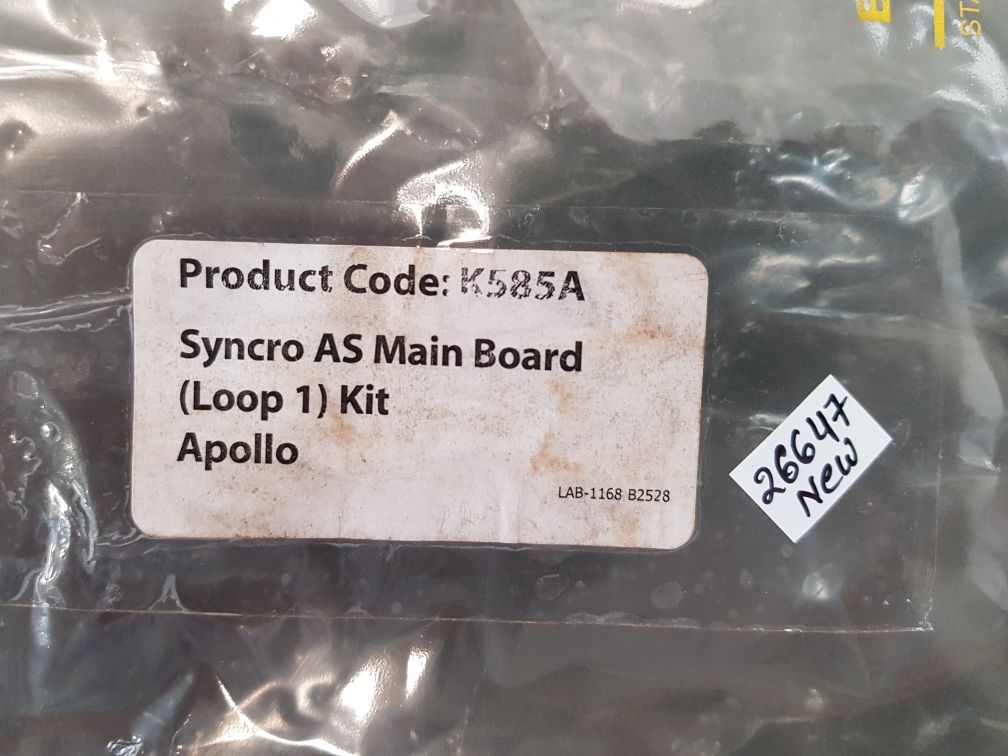 Product Code: K585A
Syncro AS Main Board
(Loop 1) Kit
Apollo
LAB-1168 B2528
26647
New